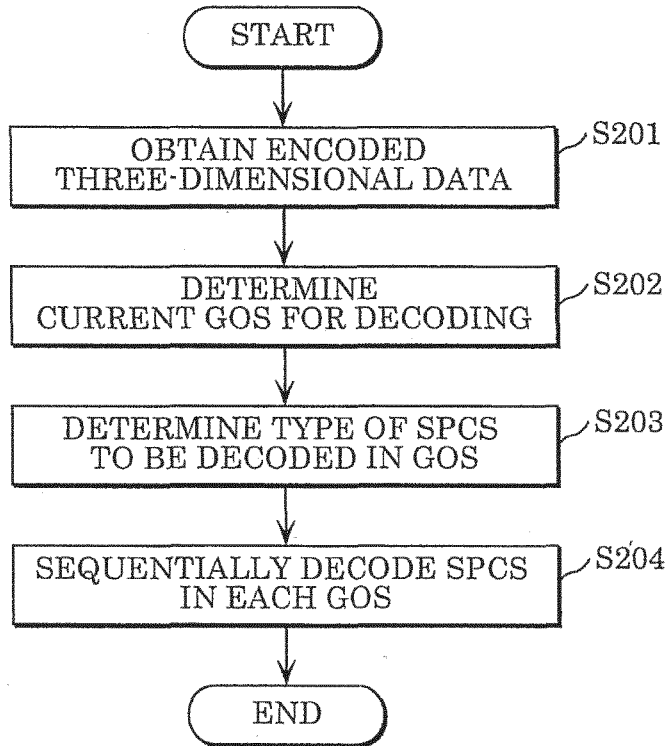 START
OBTAIN ENCODED
THREE-DIMENSIONAL DATA
S201
DETERMINE
CURRENT GOS FOR DECODING
S202
DETERMINE TYPE OF SPCS
TO BE DECODED IN GOS
S203
SEQUENTIALLY DECODE SPCS
IN EACH GOS
S204
END